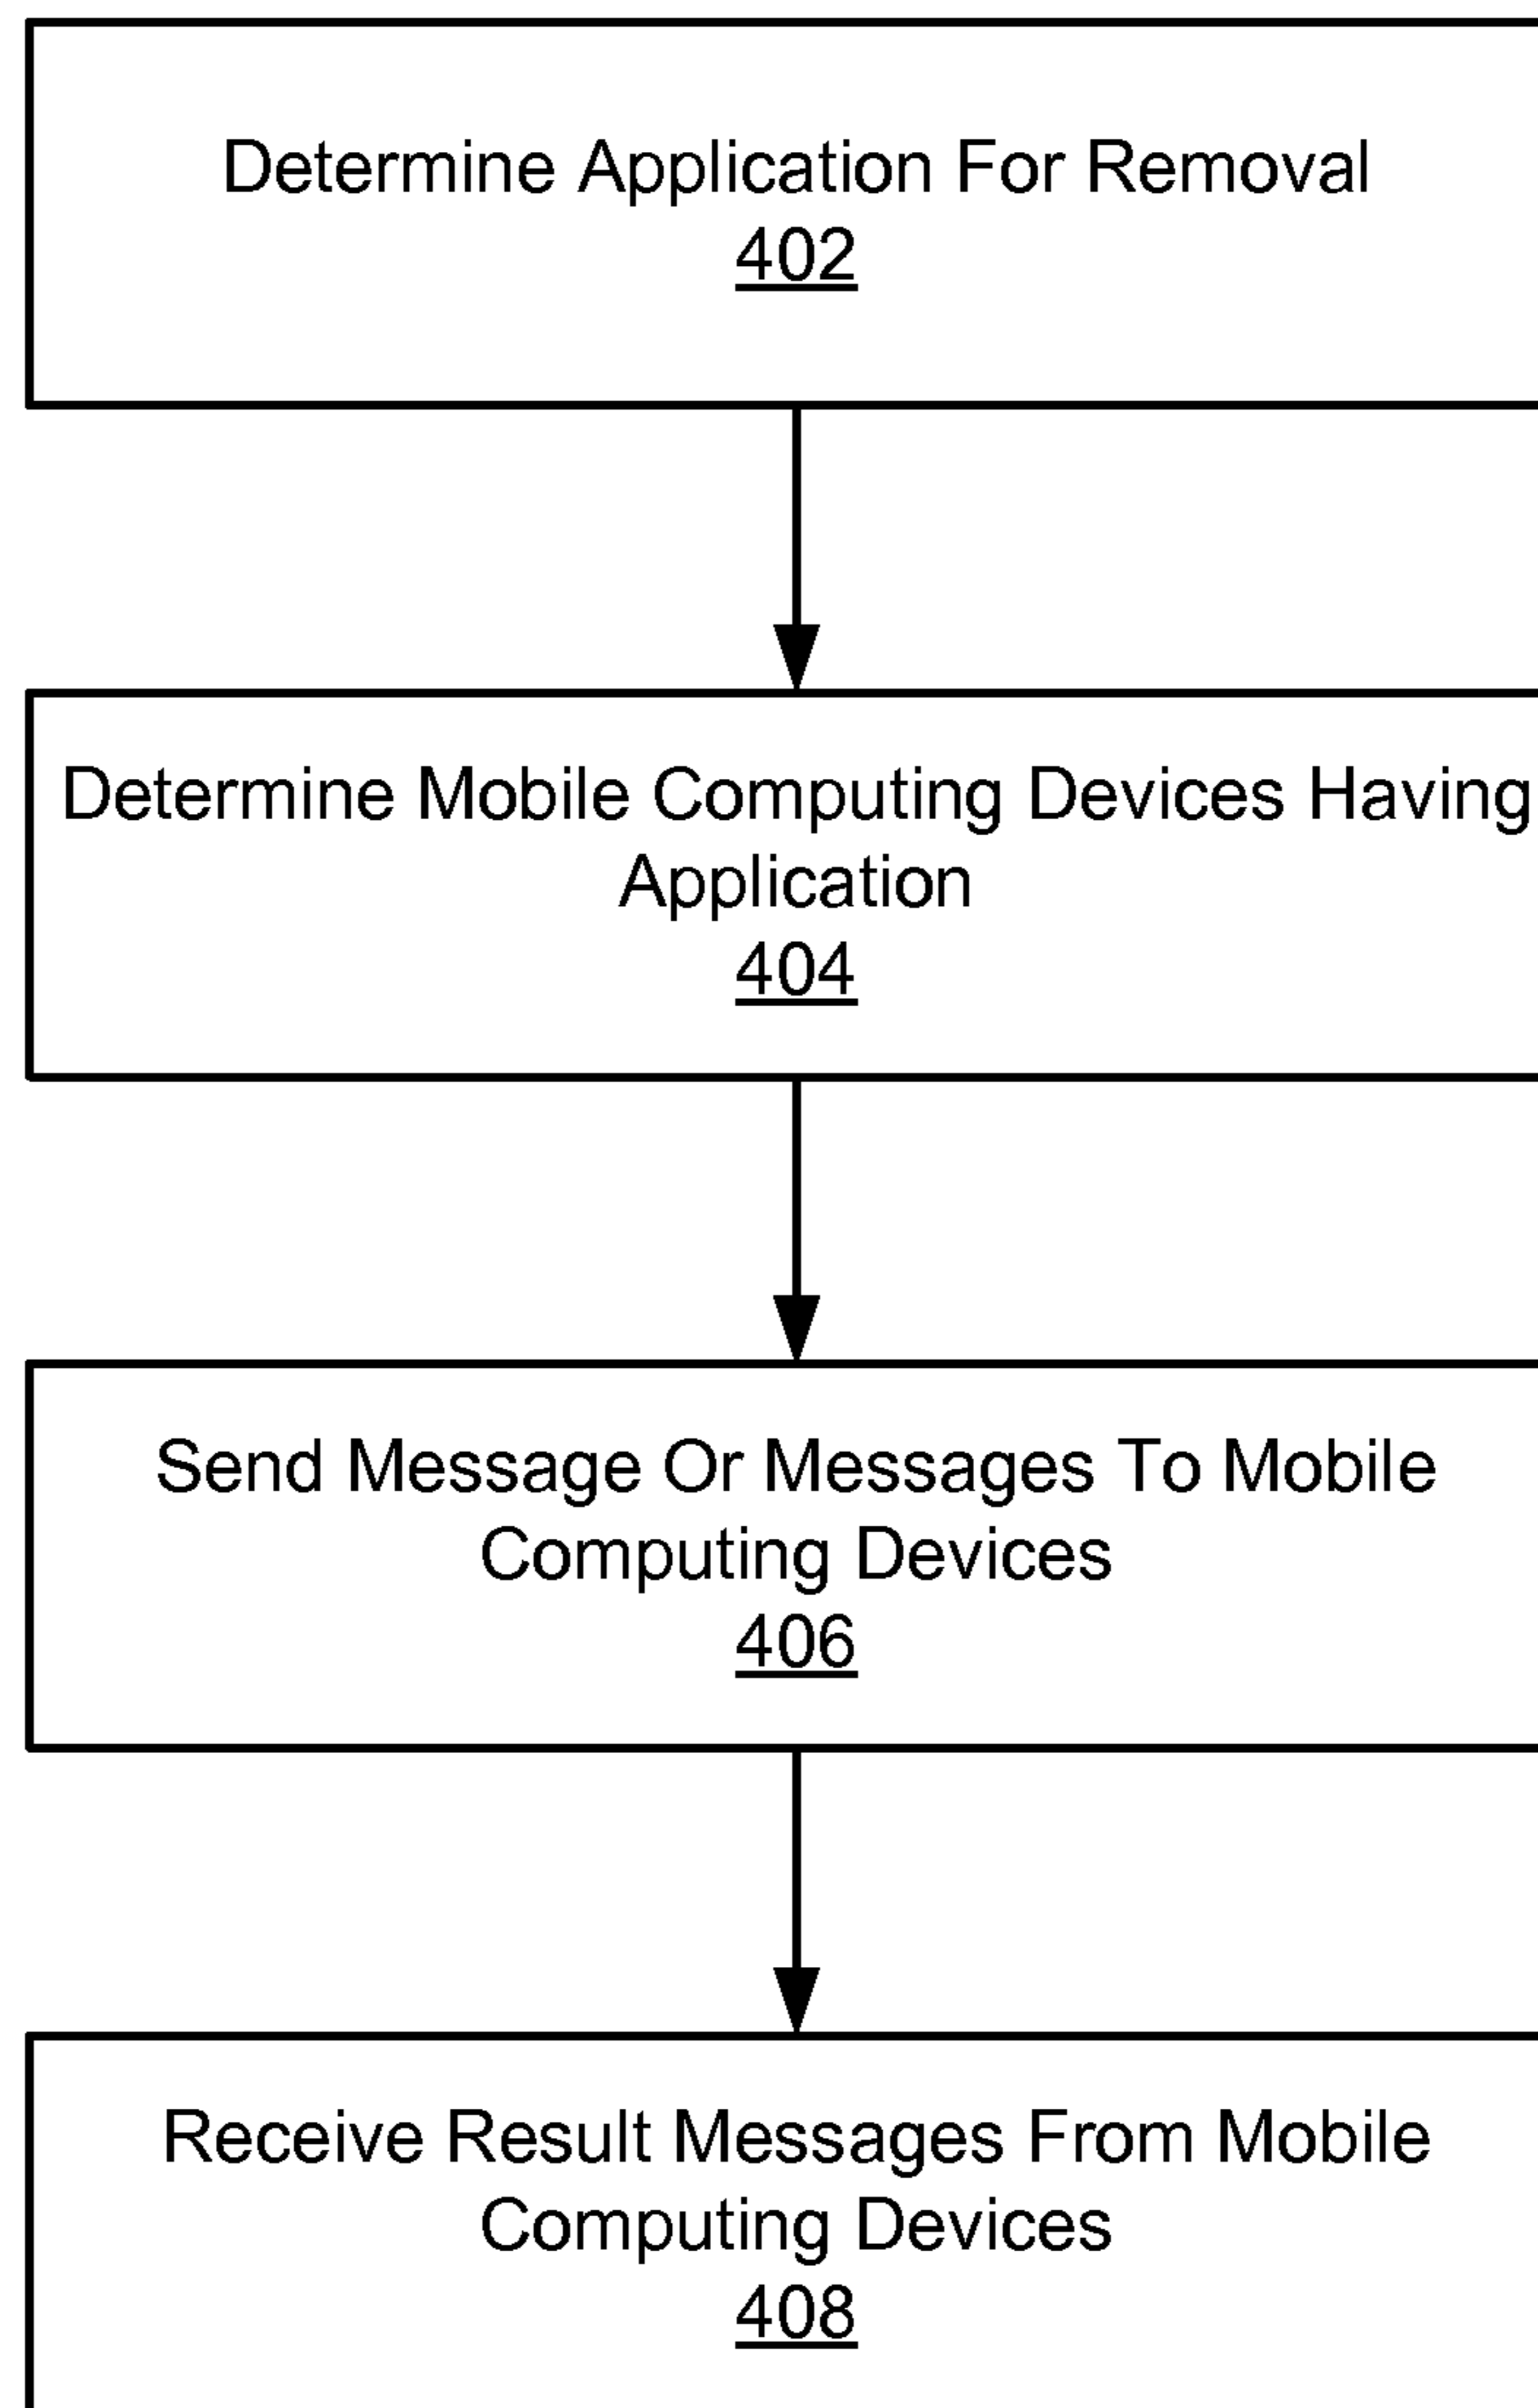 Determine Application For Removal
402
Determine Mobile Computing Devices Having
Application
404
Send Message Or Messages To Mobile
Computing Devices
406
Receive Result Messages From Mobile
Computing Devices
408